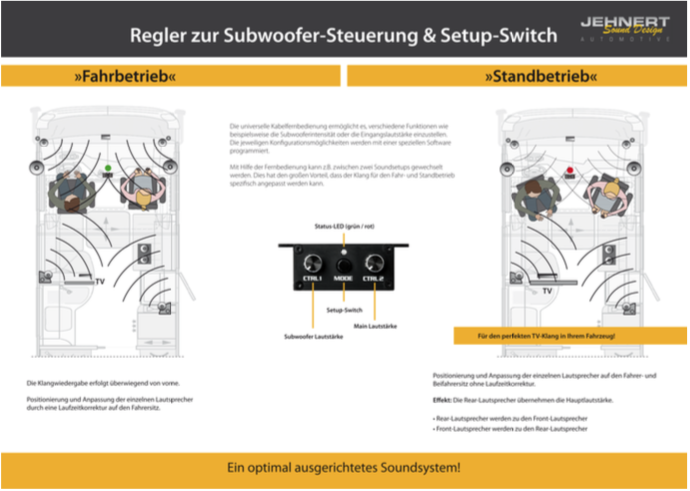 Regler zur Subwoofer-Steuerung & Setup-Switch
JEHNERT
Sound Design
AUTOMOTIVE
»Fahrbetrieb«
»Standbetrieb«
Die universelle Kabelfernbedienung ermöglicht es, verschiedene Funktionen wie
beispielsweise die Subwooferintensität oder die Eingangslautstärke einzustellen.
Die jeweiligen Konfigurationsmöglichkeiten werden mit einer speziellen Software
programmiert.
Mit Hilfe der Fernbedienung kann z.B. zwischen zwei Soundsetups gewechselt
werden. Dies hat den großen Vorteil, dass der Klang für den Fahr- und Standbetrieb
spezifisch angepasst werden kann.
Status-LED (grün / rot)
CTRL1
MODE
CTRL2
Setup-Switch
Main Lautstärke
Subwoofer Lautstärke
TV
TV
Für den perfekten TV-Klang in Ihrem Fahrzeug!
Die Klangwiedergabe erfolgt überwiegend von vorne.
Positionierung und Anpassung der einzelnen Lautsprecher
durch eine Laufzeitkorrektur auf den Fahrersitz.
Positionierung und Anpassung der einzelnen Lautsprecher auf den Fahrer- und
Beifahrersitz ohne Laufzeitkorrektur.
Effekt: Die Rear-Lautsprecher übernehmen die Hauptlautstärke.
• Rear-Lautsprecher werden zu den Front-Lautsprecher
• Front-Lautsprecher werden zu den Rear-Lautsprecher
Ein optimal ausgerichtetes Soundsystem!